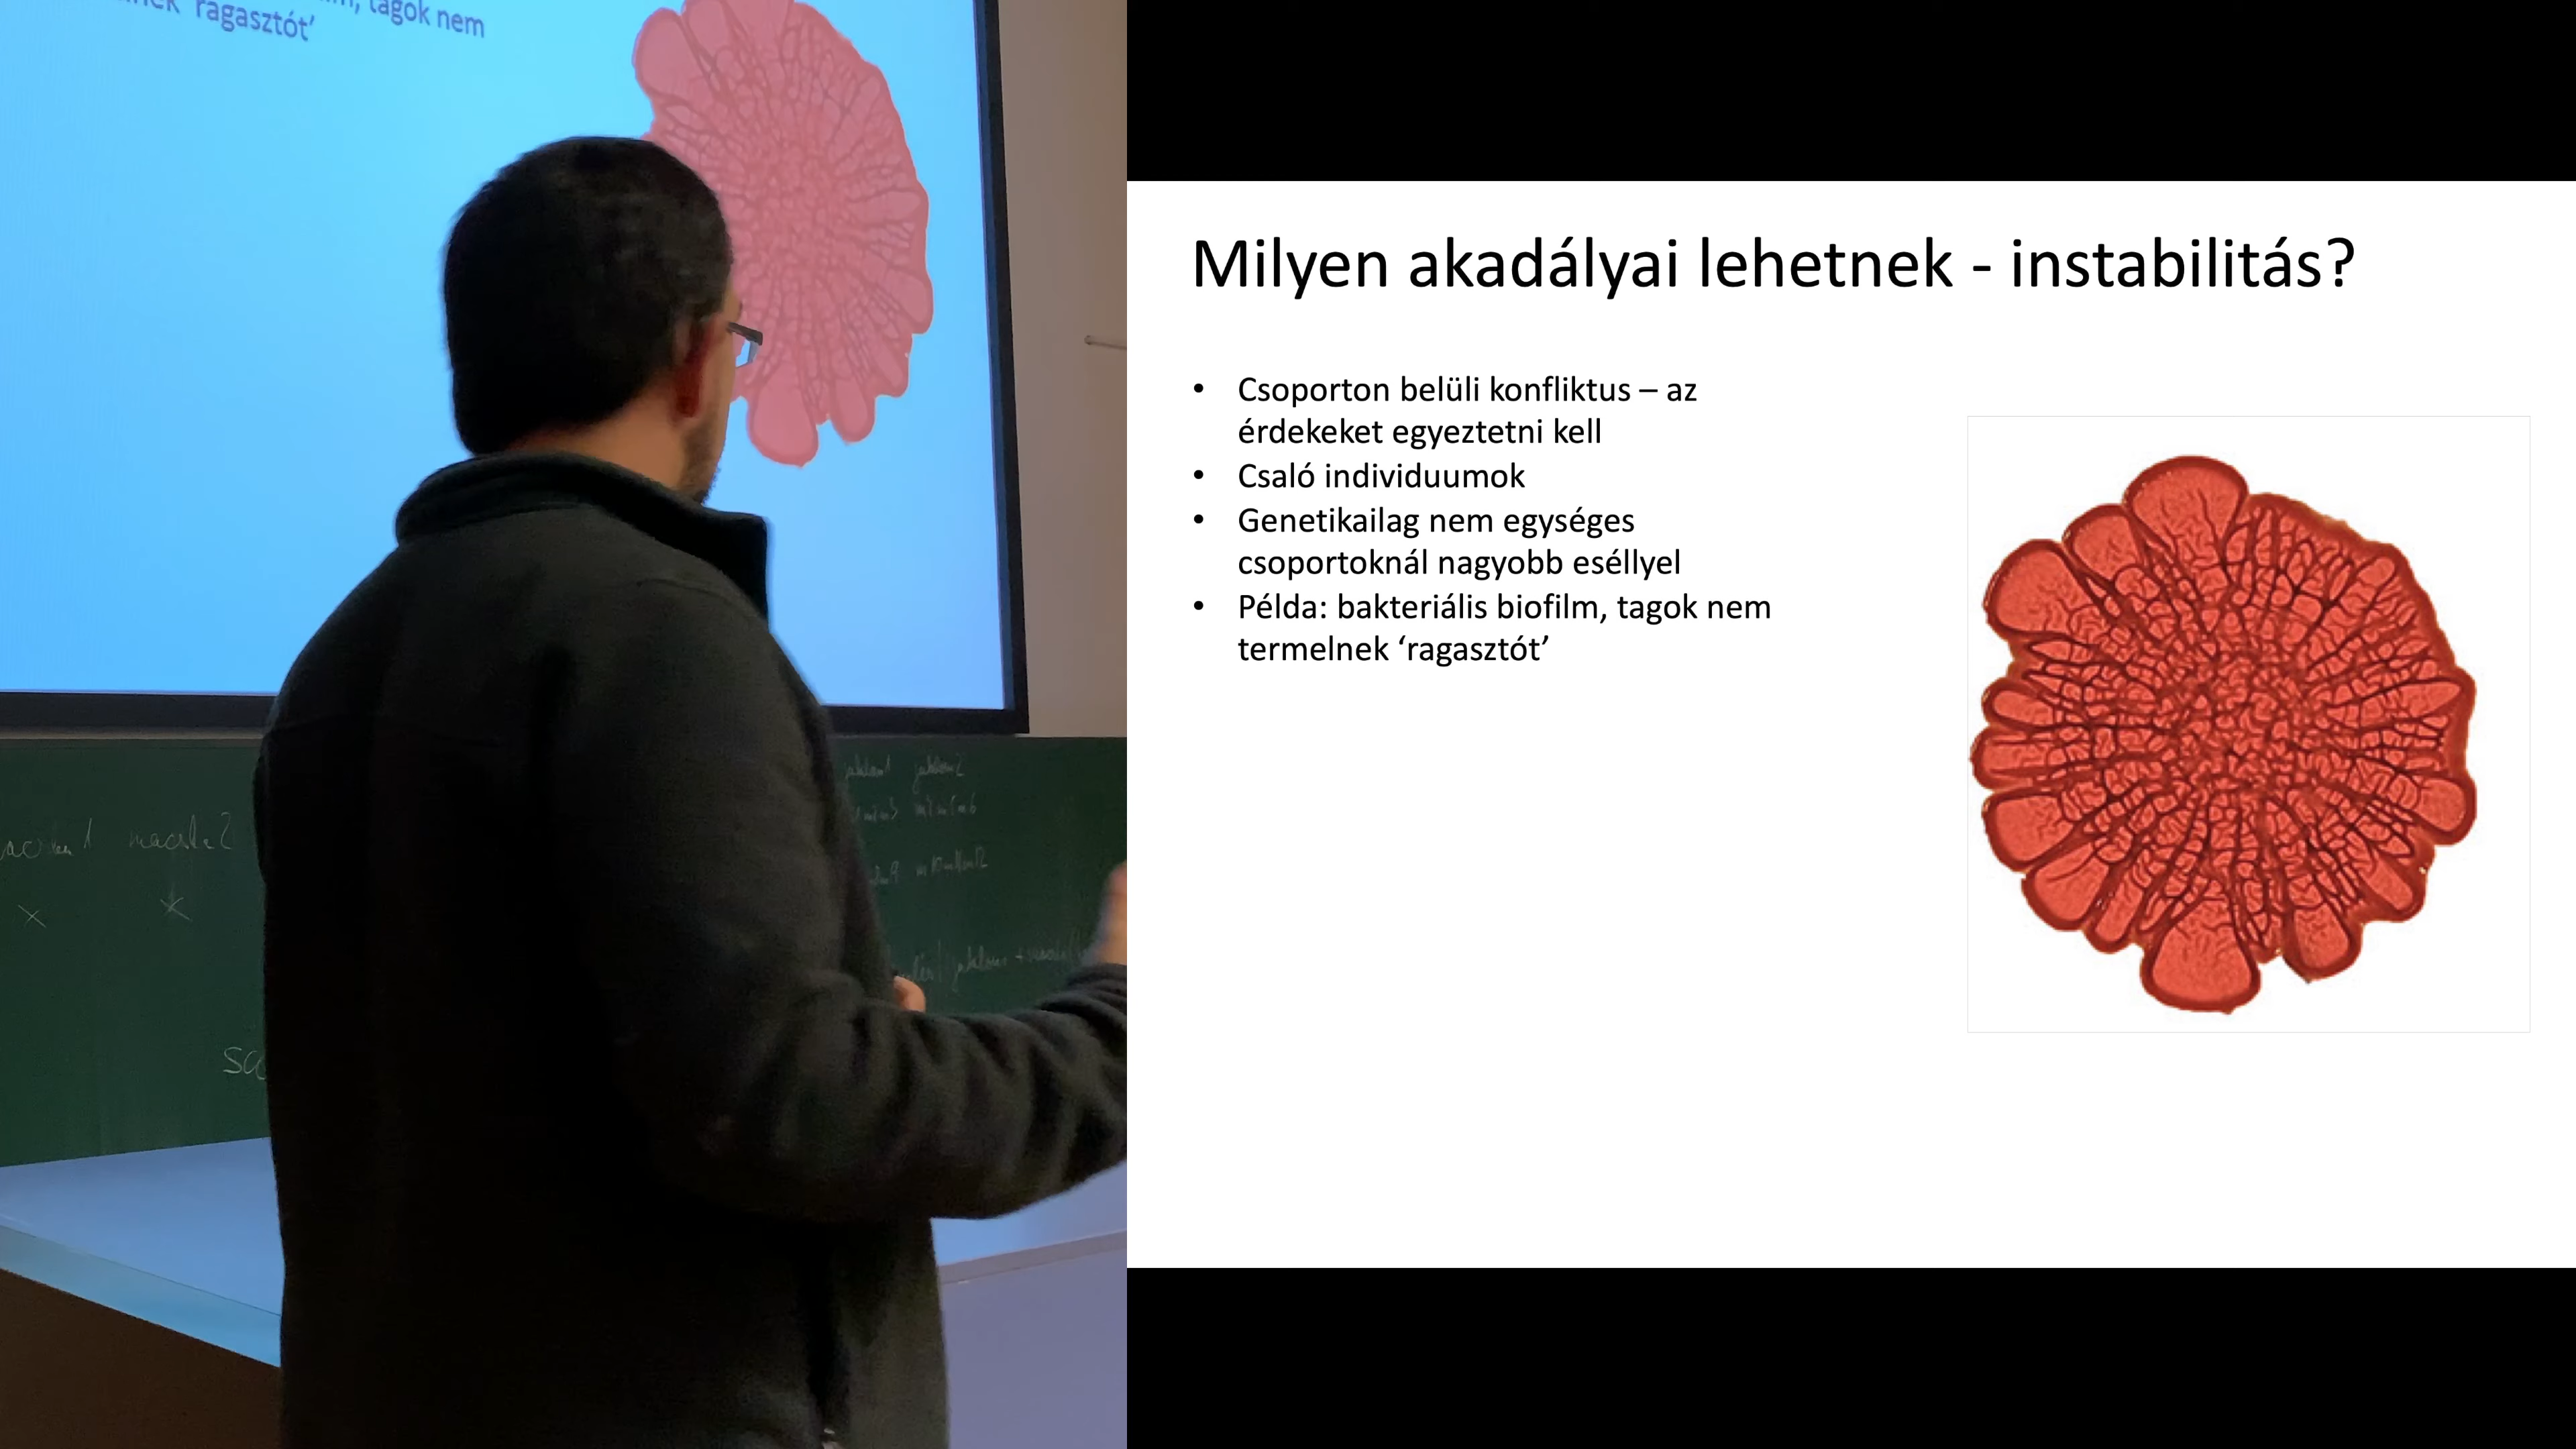 tagok nem
ragasztót’
macska2
Milyen akadályai lehetnek - instabilitás?
• Csoporton belüli konfliktus – az
érdekeket egyeztetni kell
• Csaló individuumok
• Genetikailag nem egységes
csoportoknál nagyobb eséllyel
• Példa: bakteriális biofilm, tagok nem
termelnek ‘ragasztót’